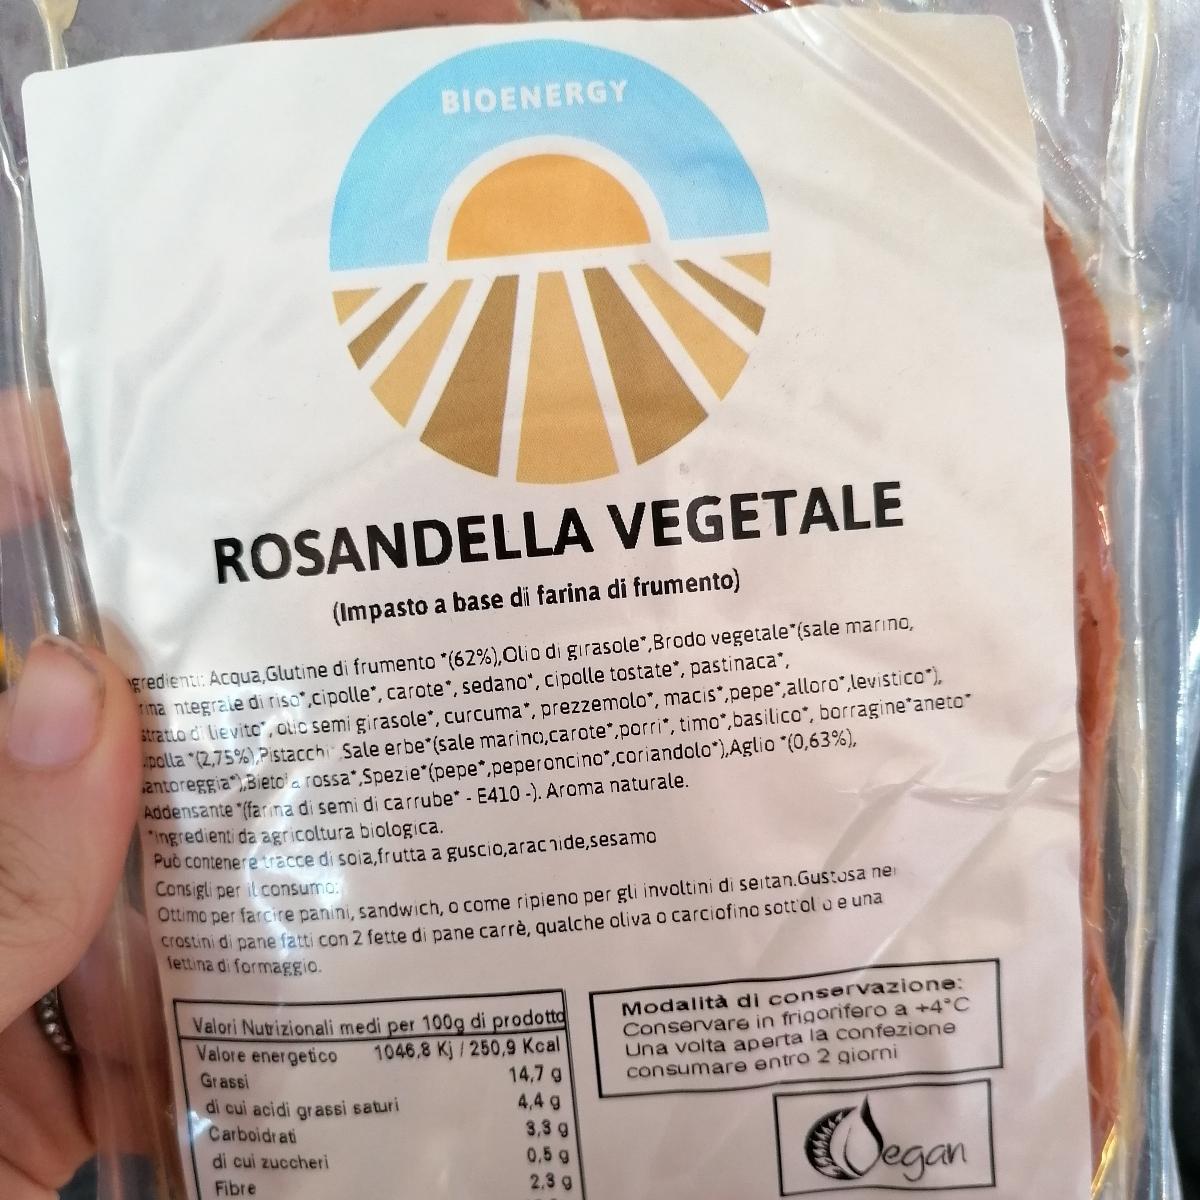 BIOENERGY
ROSANDELLA VEGETALE
(Impasto a base di farina di frumento)
ngredienti: Acqua,Glutine di frumento *(62%),Olio di girasole*,Brodo vegetale*(sale marino,
rina ntegrale di riso*,cipolle*, carote*, sedano*, cipolle tostate*, pastinaca*,
stratto di lievito*, olio semi girasole*, curcuma*, prezzemolo*, macis*,pepe*,alloro*,levistico*),
ipolla *(2,75%),Pistacchi* Sale erbe*(sale marino,carote*,porri*, timo*,basilico*, borragine*aneto*
santoreggia*),Bietola rossa*,Spezie*(pepe*,peperoncino*,coriandolo*),Aglio *(0,63%),
Addensante *(farina di semi di carrube* - E410 -). Aroma naturale.
*ingredienti da agricoltura biologica.
Può contenere tracce di soia,frutta a guscio,arachide,sesamo
Consigli per il consumo:
Ottimo per farcire panini, sandwich, o come ripieno per gli involtini di seitan.Gustosa nei
crostini di pane fatti con 2 fette di pane carrè, qualche oliva o carciofino sott'olio e una
fettina di formaggio.
Valori Nutrizionali medi per 100g di prodotto
Valore energetico 1046,8 Kj / 250,9 Kcal
Grassi 14,7 g
di cui acidi grassi saturi 4,4 g
Carboidrati 3,3 g
di cui zuccheri 0,5 g
Fibre 2,3 g
Modalità di conservazione:
Conservare in frigorifero a +4°C
Una volta aperta la confezione
consumare entro 2 giorni
Vegan